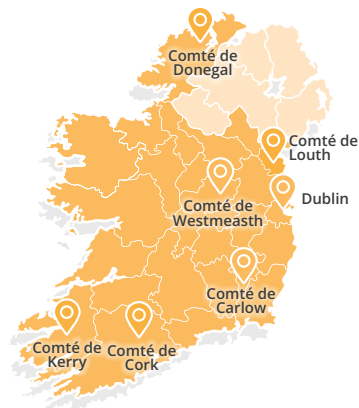 Comté de
Donegal
Comté de
Louth
Dublin
Comté de
Westmeasth
Comté de
Carlow
Comté de
Kerry
Comté de
Cork